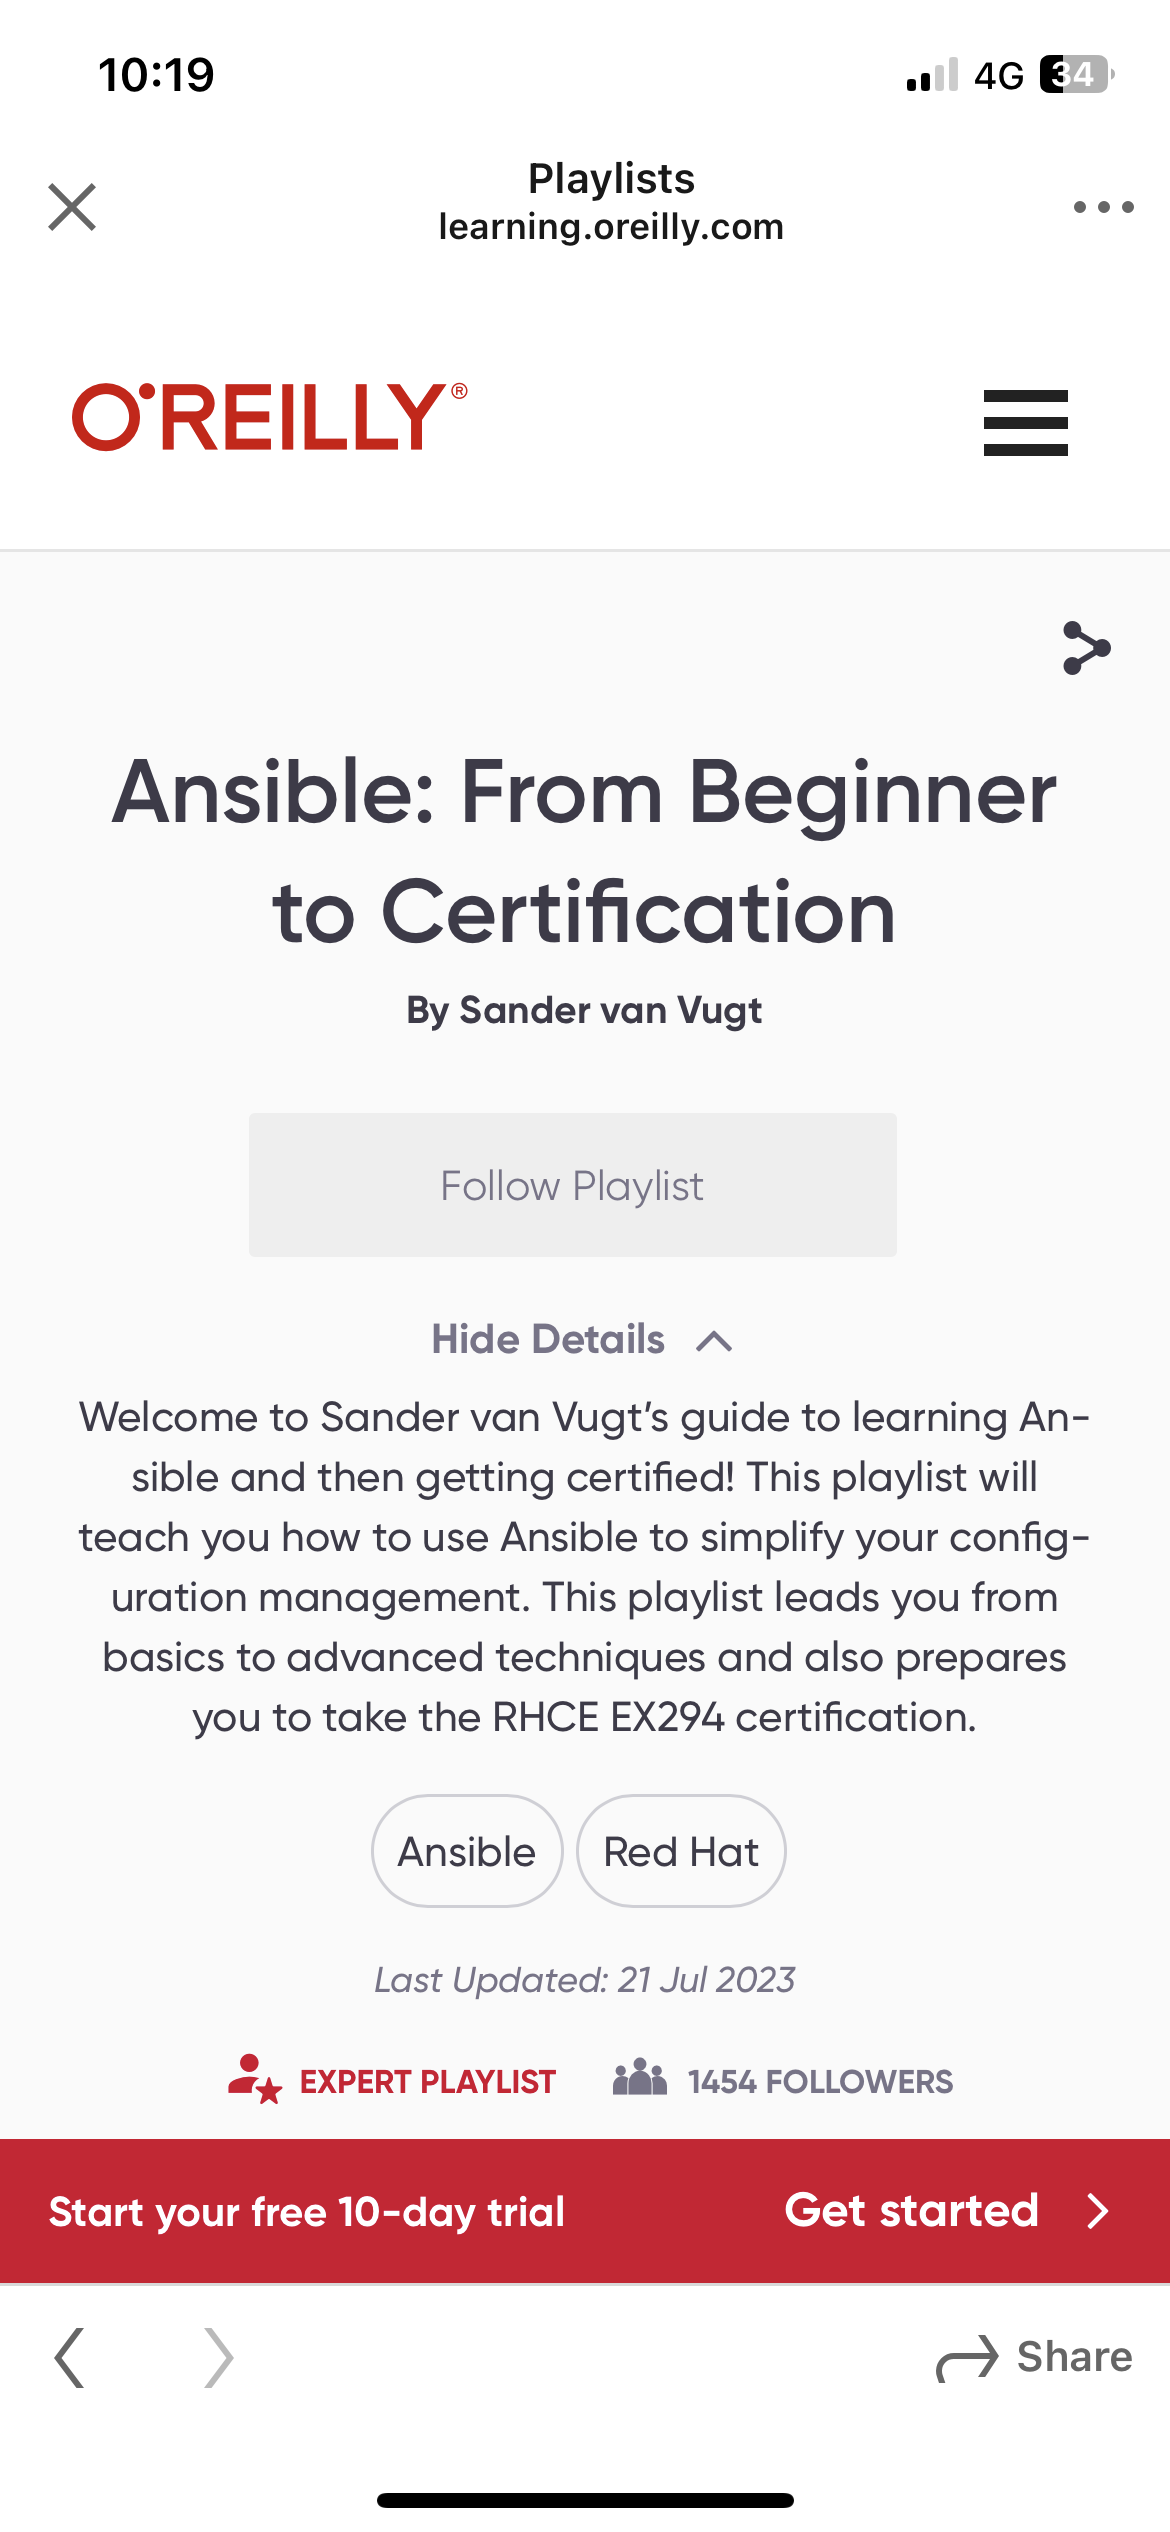 10:19
4G 34
Playlists
learning.oreilly.com
O'REILLY®
Ansible: From Beginner
to Certification
By Sander van Vugt
Follow Playlist
Hide Details
Welcome to Sander van Vugt’s guide to learning An-
sible and then getting certified! This playlist will
teach you how to use Ansible to simplify your config-
uration management. This playlist leads you from
basics to advanced techniques and also prepares
you to take the RHCE EX294 certification.
Ansible
Red Hat
Last Updated: 21 Jul 2023
EXPERT PLAYLIST
1454 FOLLOWERS
Start your free 10-day trial
Get started
Share